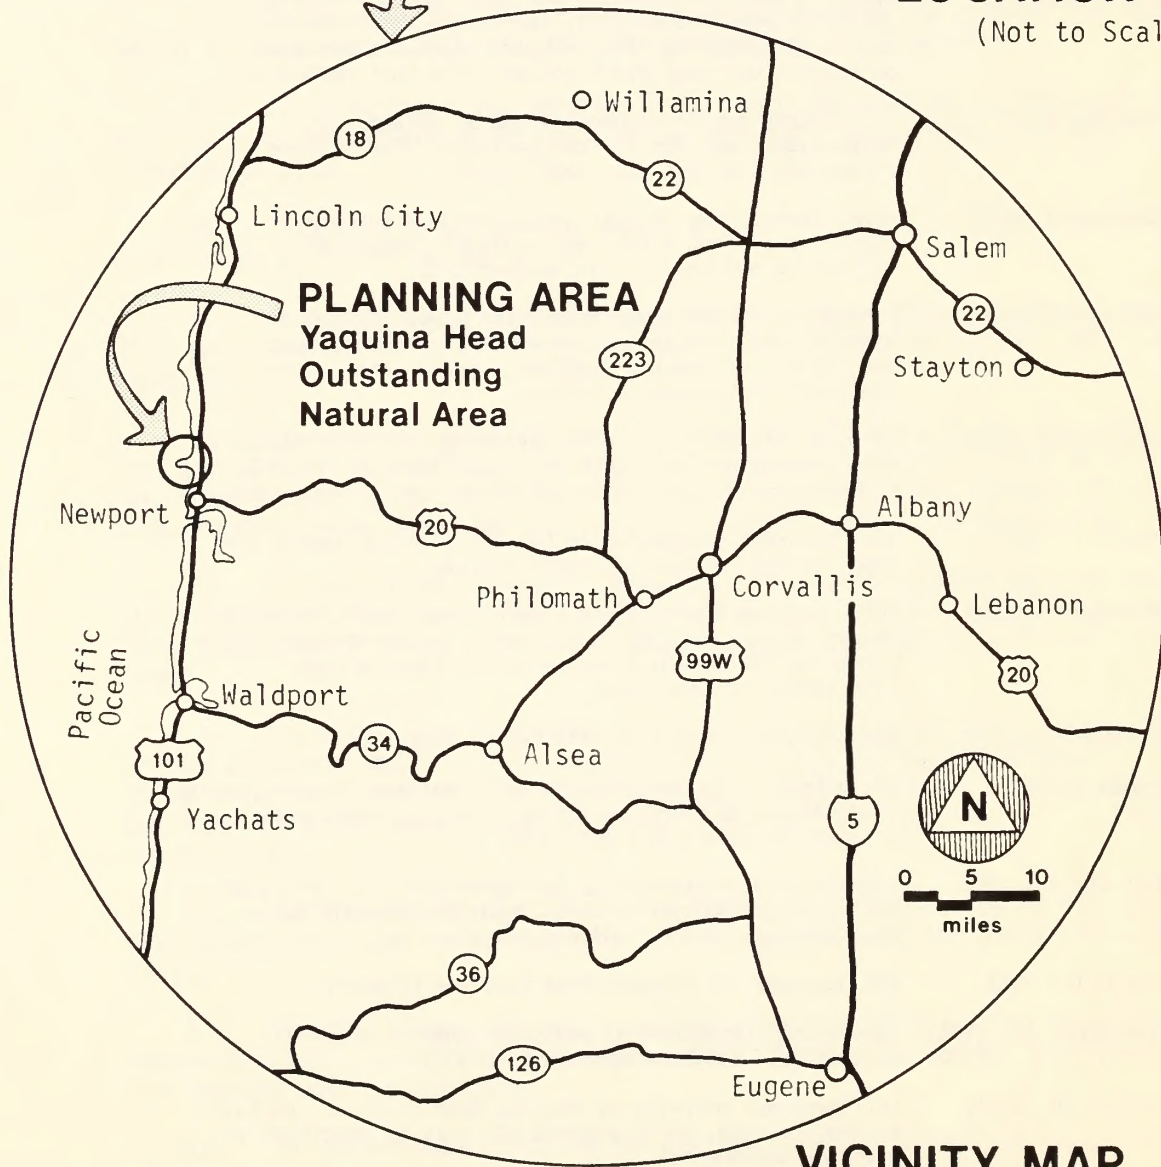 (Not to Scal
Willamina
18
22
Lincoln City
Salem
PLANNING AREA
Yaquina Head
Outstanding
Natural Area
22
223
Stayton
Newport
20
Albany
Philomath
Corvallis
Lebanon
99W
20
Pacific
Ocean
Waldport
101
34
Alsea
Yachats
5
N
0 5 10
miles
36
126
Eugene
VICINITY MAP